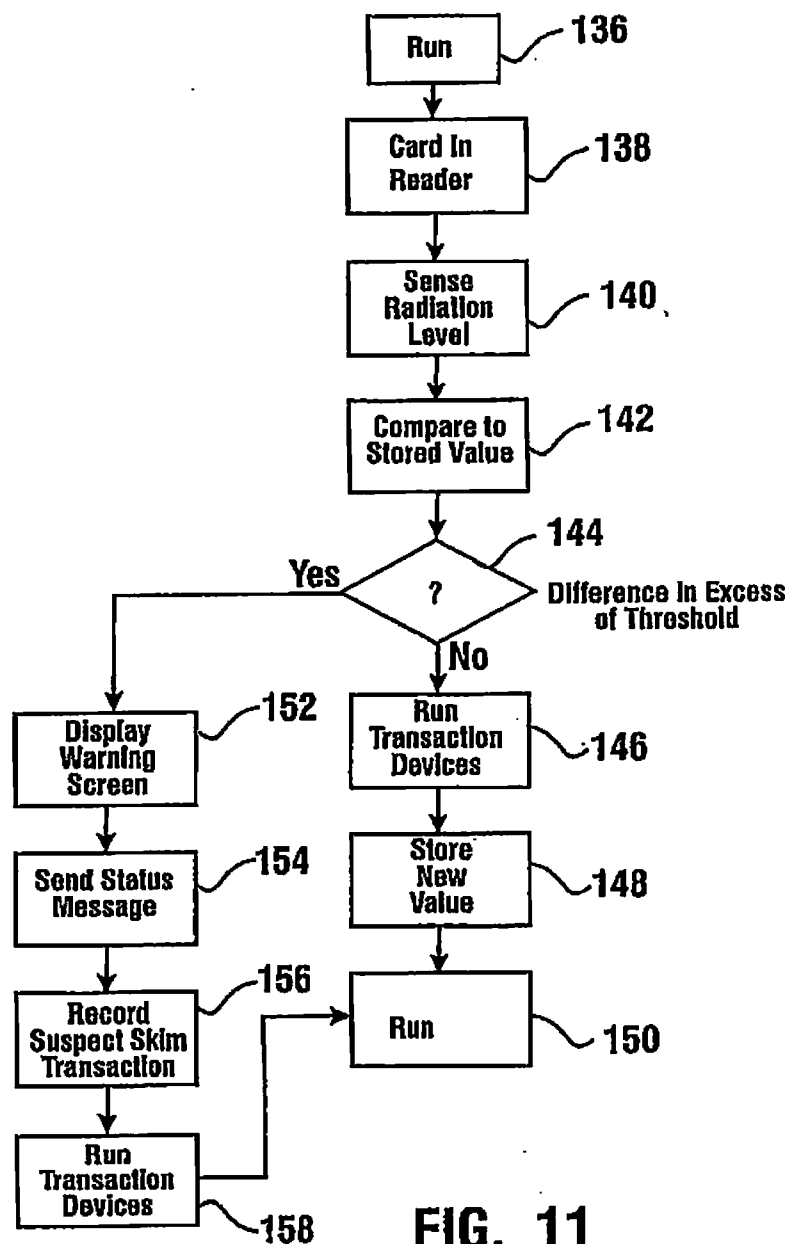 Run
136
Card In
Reader
138
Sense
Radiation
Level
140
Compare to
Stored Value
142
144
Yes
?
Difference In Excess
of Threshold
No
Display
Warning
Screen
152
Run
Transaction
Devices
146
Send Status
Message
154
Store
New
Value
148
Record
Suspect Skim
Transaction
156
Run
150
Run
Transaction
Devices
158
FIG. 11